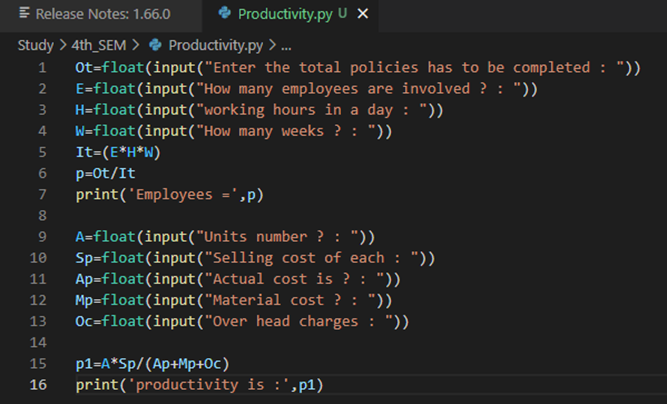 Release Notes: 1.66.0
Productivity.py U
Study > 4th_SEM > Productivity.py > ...
1 Ot=float(input("Enter the total policies has to be completed : "))
2 E=float(input("How many employees are involved ? : "))
3 H=float(input("working hours in a day : "))
4 W=float(input("How many weeks ? : "))
5 It=(E*H*W)
6 p=Ot/It
7 print('Employees =',p)
8
9 A=float(input("Units number ? : "))
10 Sp=float(input("Selling cost of each : "))
11 Ap=float(input("Actual cost is ? : "))
12 Mp=float(input("Material cost ? : "))
13 Oc=float(input("Over head charges : "))
14
15 p1=A*Sp/(Ap+Mp+Oc)
16 print('productivity is :',p1)